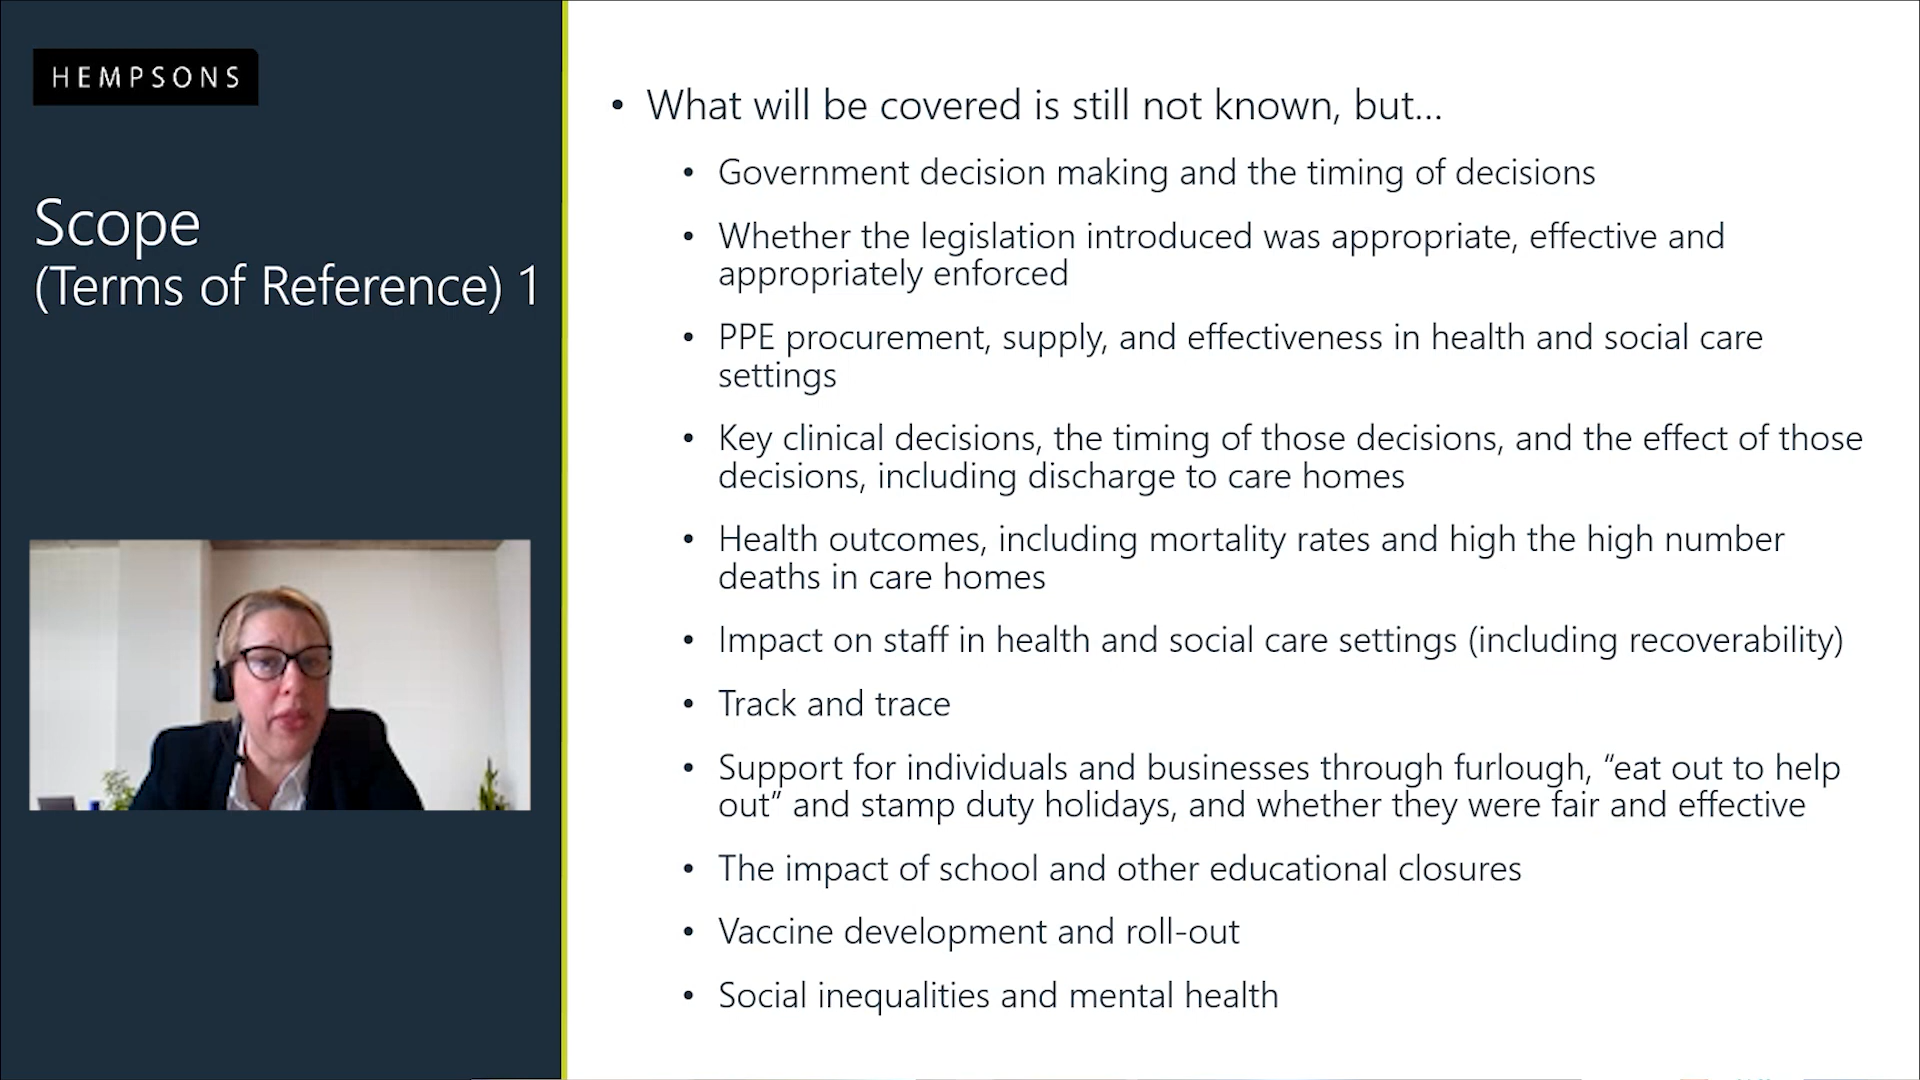 HEMPSONS
Scope
(Terms of Reference) 1
• What will be covered is still not known, but...
• Government decision making and the timing of decisions
• Whether the legislation introduced was appropriate, effective and
appropriately enforced
• PPE procurement, supply, and effectiveness in health and social care
settings
• Key clinical decisions, the timing of those decisions, and the effect of those
decisions, including discharge to care homes
• Health outcomes, including mortality rates and high the high number
deaths in care homes
• Impact on staff in health and social care settings (including recoverability)
• Track and trace
• Support for individuals and businesses through furlough, “eat out to help
out” and stamp duty holidays, and whether they were fair and effective
• The impact of school and other educational closures
• Vaccine development and roll-out
• Social inequalities and mental health